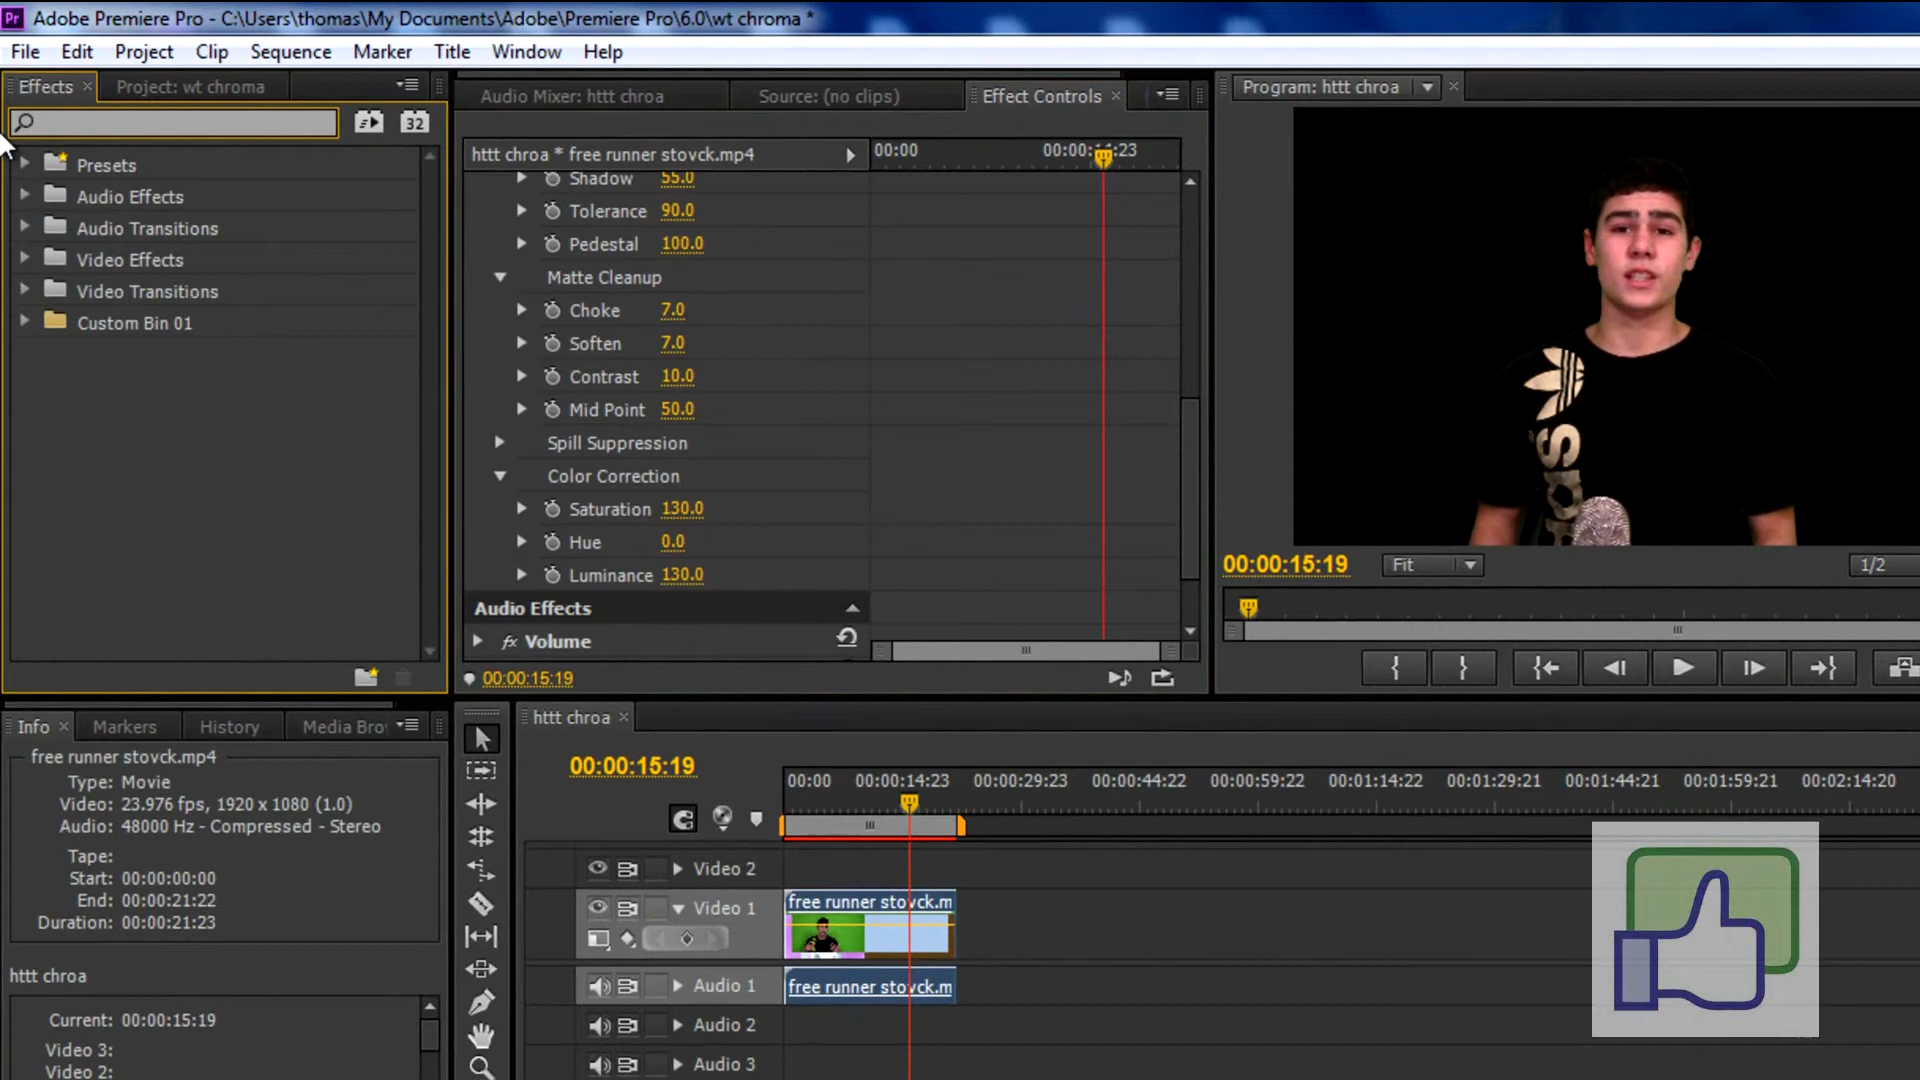 Pr Adobe Premiere Pro - C:\Users\thomas\My Documents\Adobe\Premiere Pro\6.0\wt chroma *
File Edit Project Clip Sequence Marker Title Window Help
Effects Project: wt chroma
32
Presets
Audio Effects
Audio Transitions
Video Effects
Video Transitions
Custom Bin 01
Audio Mixer: httt chroa Source: (no clips) Effect Controls
httt chroa * free runner stovck.mp4 00:00 00:00:14:23
Shadow 55.0
Tolerance 90.0
Pedestal 100.0
Matte Cleanup
Choke 7.0
Soften 7.0
Contrast 10.0
Mid Point 50.0
Spill Suppression
Color Correction
Saturation 130.0
Hue 0.0
Luminance 130.0
Audio Effects
fx Volume
00:00:15:19
Program: httt chroa
adidas
00:00:15:19 Fit 1/2
Info Markers History Media Bro
free runner stovck.mp4
Type: Movie
Video: 23.976 fps, 1920 x 1080 (1.0)
Audio: 48000 Hz - Compressed - Stereo
Tape:
Start: 00:00:00:00
End: 00:00:21:22
Duration: 00:00:21:23
httt chroa
Current: 00:00:15:19
Video 3:
Video 2:
httt chroa
00:00:15:19
00:00 00:00:14:23 00:00:29:23 00:00:44:22 00:00:59:22 00:01:14:22 00:01:29:21 00:01:44:21 00:01:59:21 00:02:14:20
Video 2
Video 1 free runner stovck.m
Audio 1 free runner stovck.m
Audio 2
Audio 3